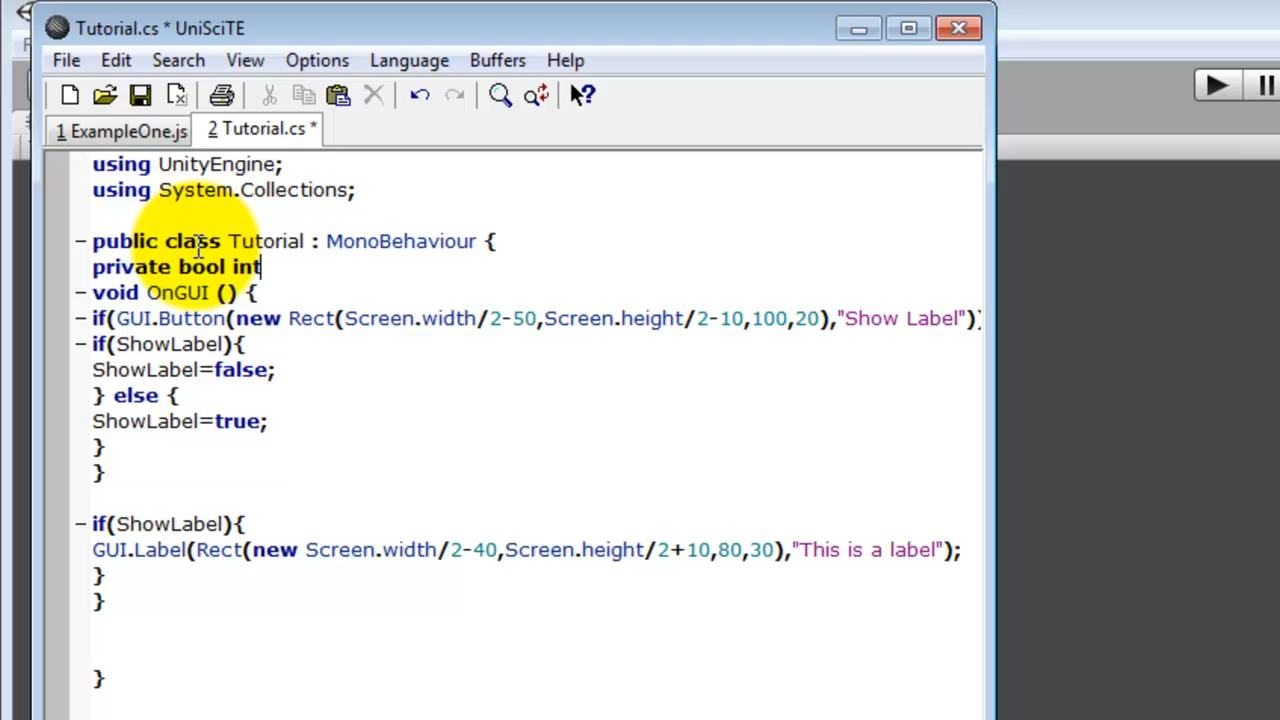 Tutorial.cs * UniSciTE
File Edit Search View Options Language Buffers Help
1 ExampleOne.js 2 Tutorial.cs *
using UnityEngine;
using System.Collections;
public class Tutorial : MonoBehaviour {
private bool int
void OnGUI () {
if(GUI.Button(new Rect(Screen.width/2-50,Screen.height/2-10,100,20),"Show Label"))
if(ShowLabel){
ShowLabel=false;
} else {
ShowLabel=true;
}
}
if(ShowLabel){
GUI.Label(Rect(new Screen.width/2-40,Screen.height/2+10,80,30),"This is a label");
}
}
}